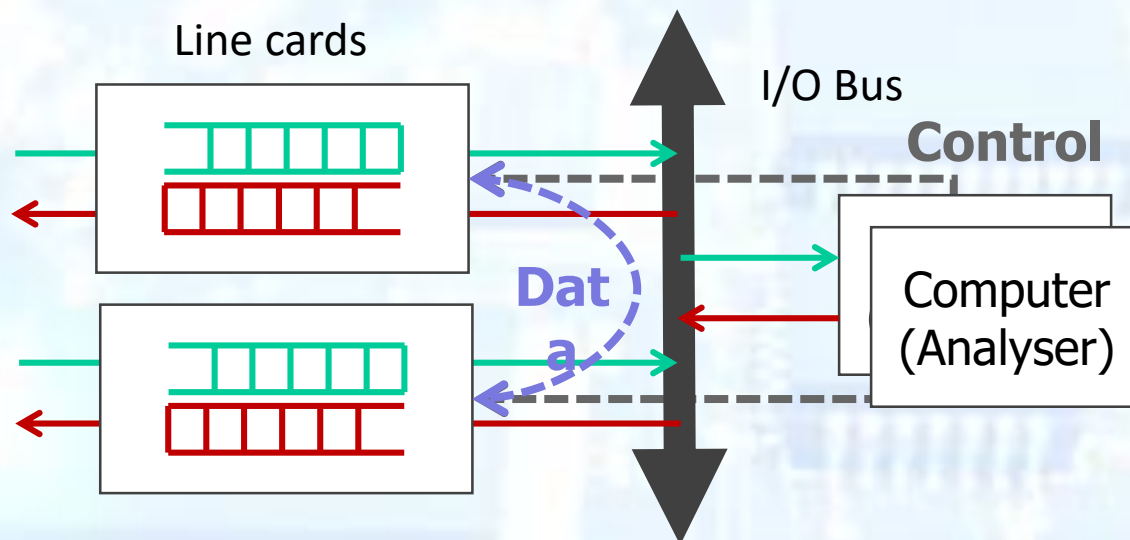 Line cards
I/O Bus
Control
Dat
a
Computer
(Analyser)